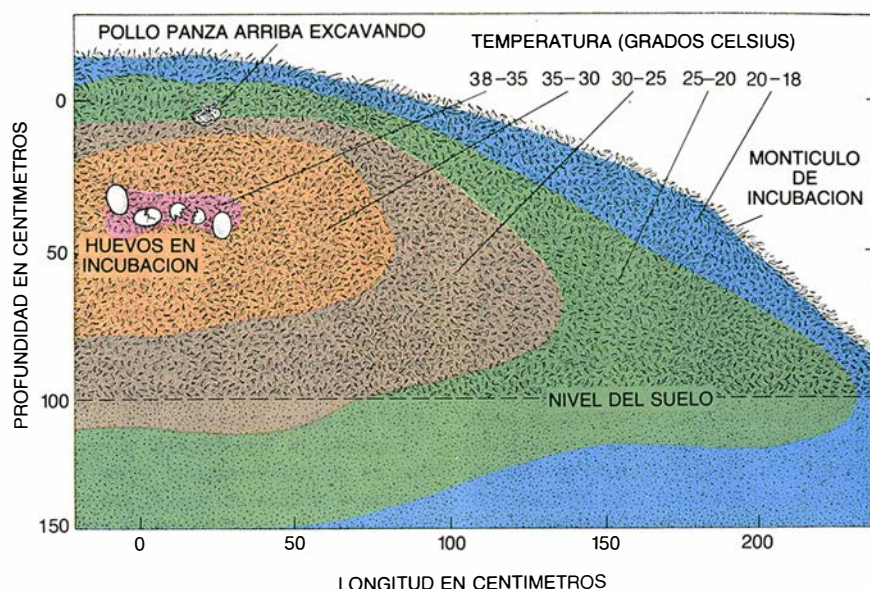 POLLO PANZA ARRIBA EXCAVANDO
TEMPERATURA (GRADOS CELSIUS)
38–35 35–30 30–25 25–20 20–18
MONTICULO
DE
INCUBACION
HUEVOS EN
INCUBACION
NIVEL DEL SUELO
PROFUNDIDAD EN CENTIMETROS
0
50
100
150
0 50 100 150 200
LONGITUD EN CENTIMETROS